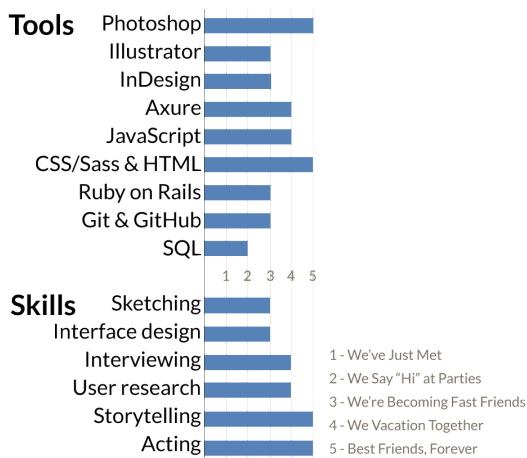 Tools
Photoshop
Illustrator
InDesign
Axure
JavaScript
CSS/Sass & HTML
Ruby on Rails
Git & GitHub
SQL
1 2 3 4 5
Skills
Sketching
Interface design
Interviewing
User research
Storytelling
Acting
1 - We’ve Just Met
2 - We Say “Hi” at Parties
3 - We’re Becoming Fast Friends
4 - We Vacation Together
5 - Best Friends, Forever